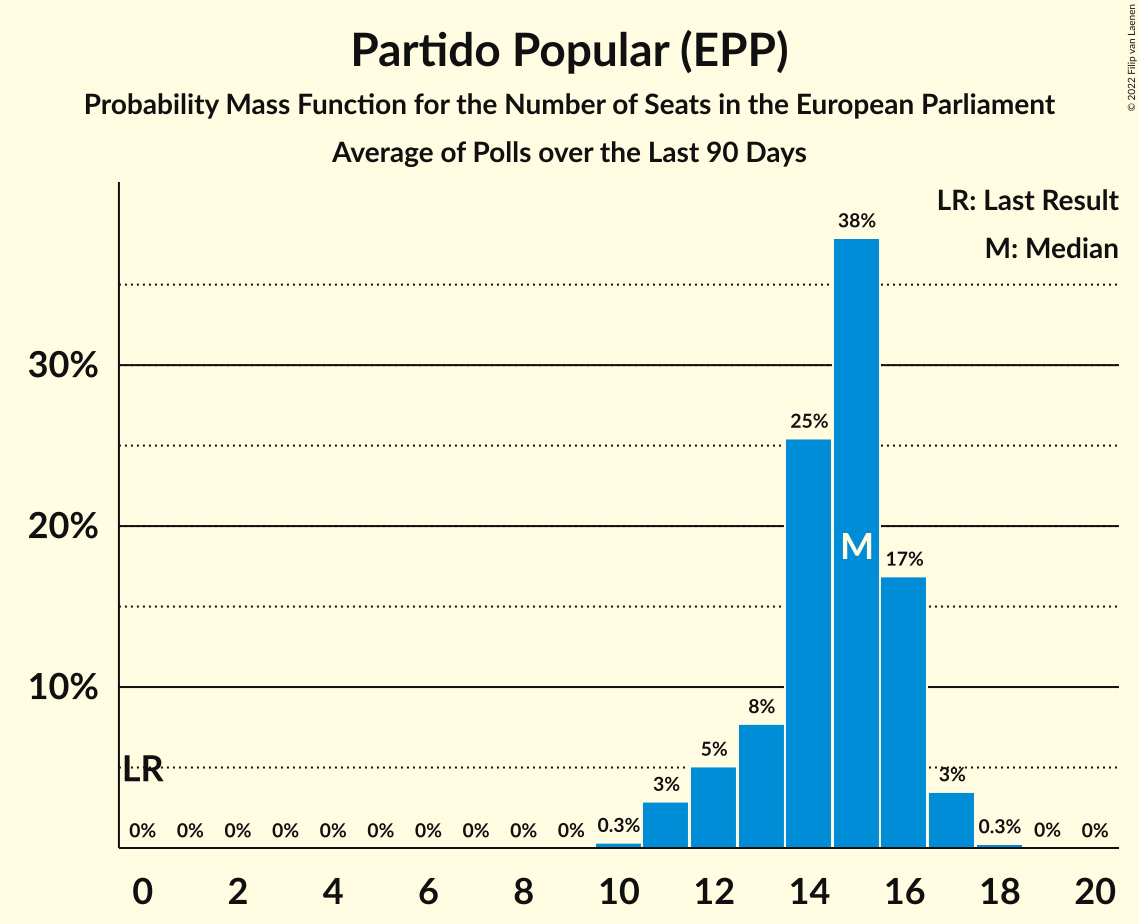 Partido Popular (EPP)
Probability Mass Function for the Number of Seats in the European Parliament
Average of Polls over the Last 90 Days
© 2022 Filip van Laenen
LR: Last Result
M: Median
38%
30%
25%
20%
M
17%
10%
8%
5%
LR
3%
3%
0% 0% 0% 0% 0% 0% 0% 0% 0% 0% 0.3% 0.3% 0% 0%
0 2 4 6 8 10 12 14 16 18 20